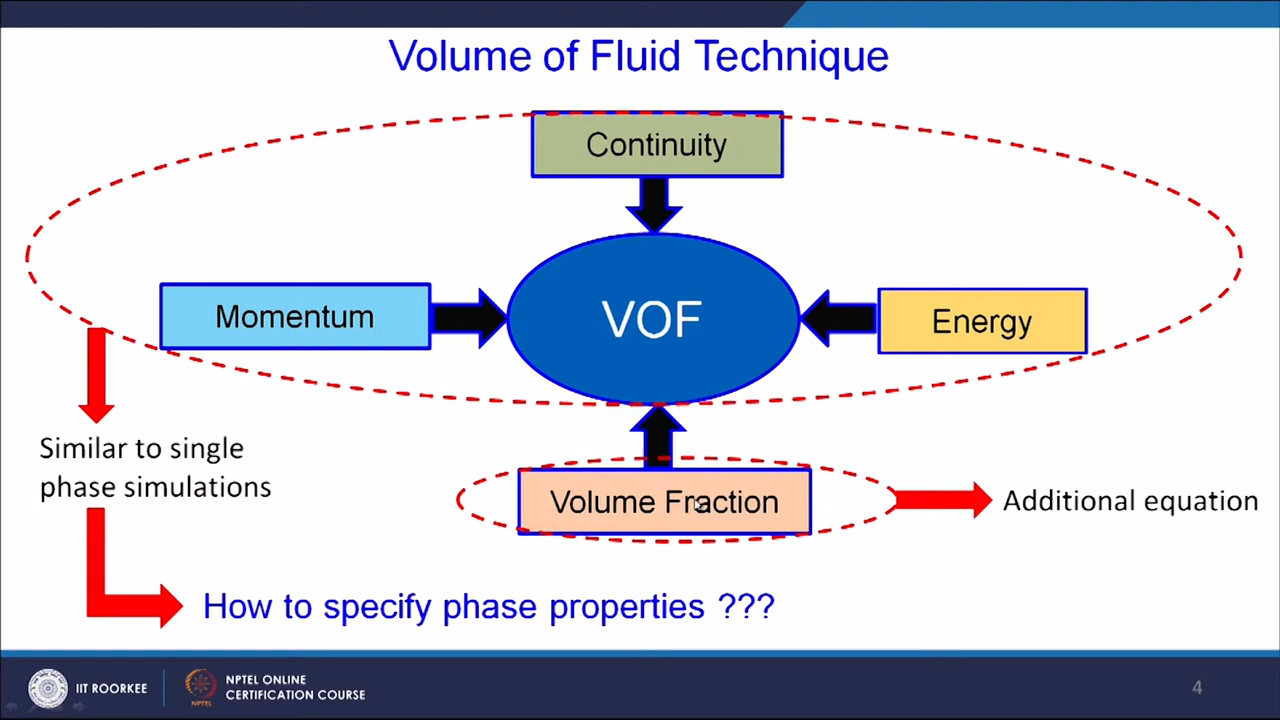 Volume of Fluid Technique
Continuity
Momentum
VOF
Energy
Similar to single
phase simulations
Volume Fraction
Additional equation
How to specify phase properties ???
IIT ROORKEE
NPTEL
NPTEL ONLINE
CERTIFICATION COURSE
4